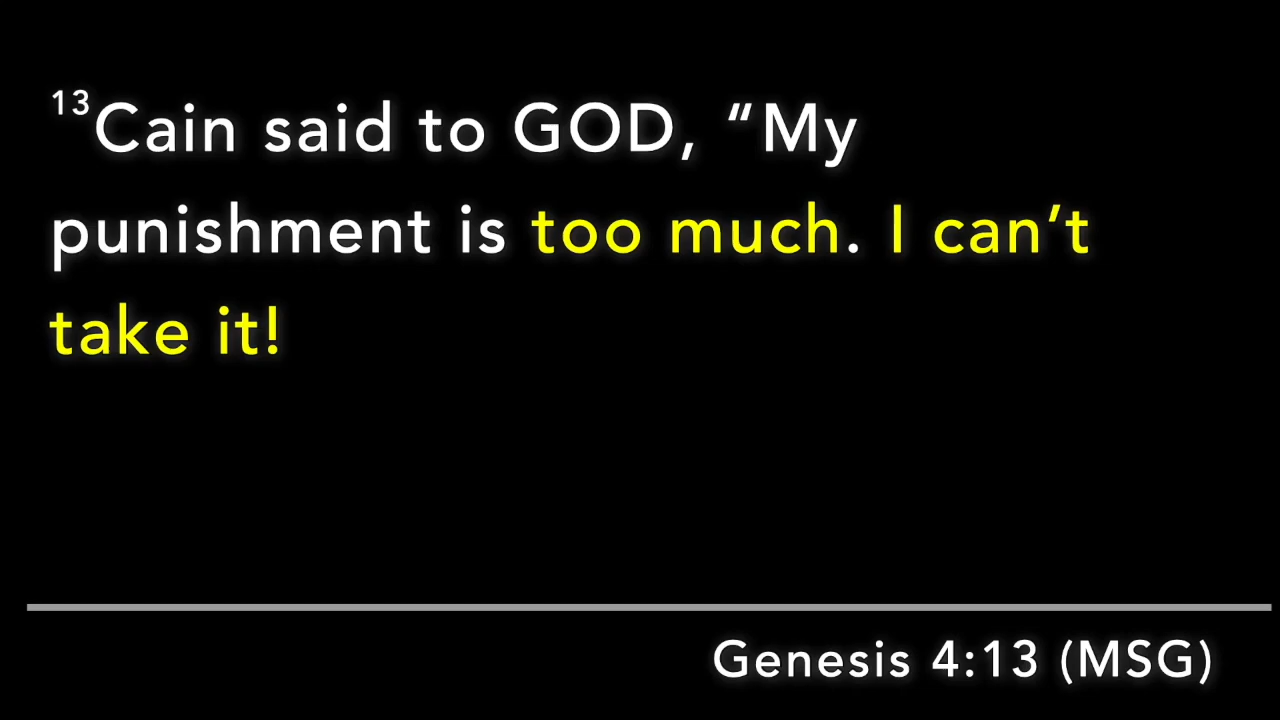 13Cain said to GOD, “My
punishment is too much. I can’t
take it!
Genesis 4:13 (MSG)